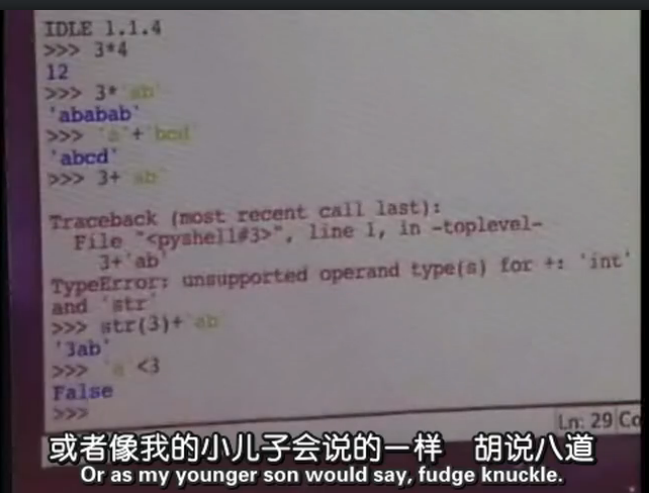 IDLE 1.1.4
>>> 3*4
12
>>> 3*'ab'
'ababab'
>>> 'a'+'bcd'
'abcd'
>>> 3+'ab'
Traceback (most recent call last):
File "<pyshell#3>", line 1, in -toplevel-
3+'ab'
TypeError: unsupported operand type(s) for +: 'int'
and 'str'
>>> str(3)+'ab'
'3ab'
>>> 'a'<3
False
>>>
Ln: 29 Co
或者像我的小儿子会说的一样 胡说八道
Or as my younger son would say, fudge knuckle.